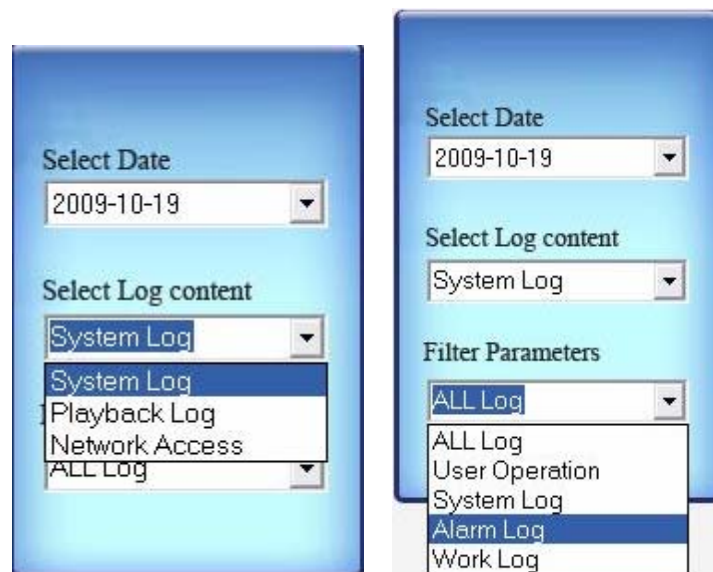 Select Date
2009-10-19
Select Log content
System Log
System Log
Playback Log
Network Access
ALL Log
Select Date
2009-10-19
Select Log content
System Log
Filter Parameters
ALL Log
ALL Log
User Operation
System Log
Alarm Log
Work Log